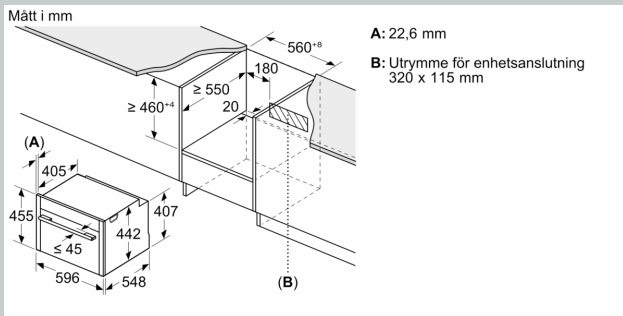 Mått i mm
A: 22,6 mm
B: Utrymme för enhetsanslutning
320 x 115 mm
560⁺⁸
180
≥ 550
≥ 460⁺⁴
20
(A)
405
455
407
442
≤ 45
596
548
(B)